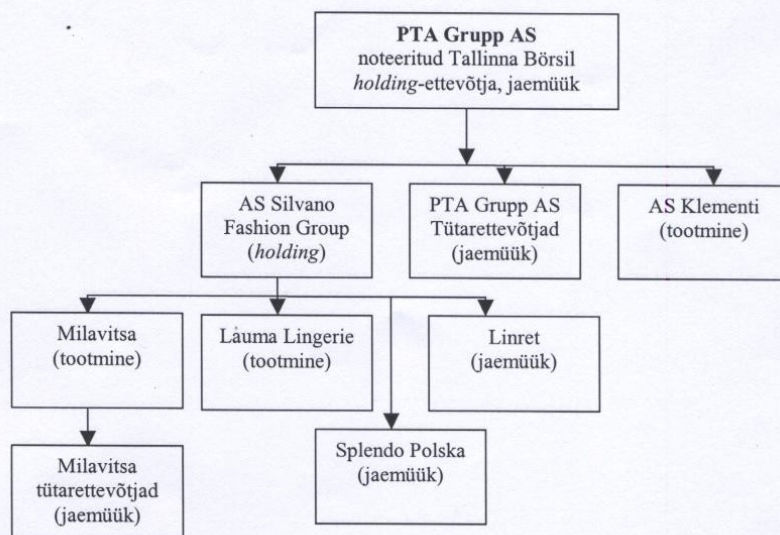 PTA Grupp AS
noteeritud Tallinna Börsil
holding-ettevõtja, jaemüük
AS Silvano
Fashion Group
(holding)
PTA Grupp AS
Tütarettevõtjad
(jaemüük)
AS Klementi
(tootmine)
Milavitsa
(tootmine)
Lauma Lingerie
(tootmine)
Linret
(jaemüük)
Milavitsa
tütarettevõtjad
(jaemüük)
Splendo Polska
(jaemüük)